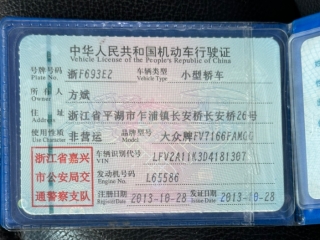 中华人民共和国机动车行驶证
Vehicle License of the People's Republic of China
号牌号码 浙F693E2 车辆类型 小型轿车
Plate No. Vehicle Type
所有人 方斌
Owner
住址 浙江省平湖市乍浦镇长安桥长安桥26号
Address
使用性质 非营运 品牌型号 大众牌FV7166FAMGG
Use Character Model
浙江省嘉兴 车辆识别代号 LFV2A11K3D4181307
VIN
市公安局交 发动机号码 L65586
Engine No.
通警察支队 注册日期 2013-10-28 发证日期 2013-10-28
Register Date Issue Date